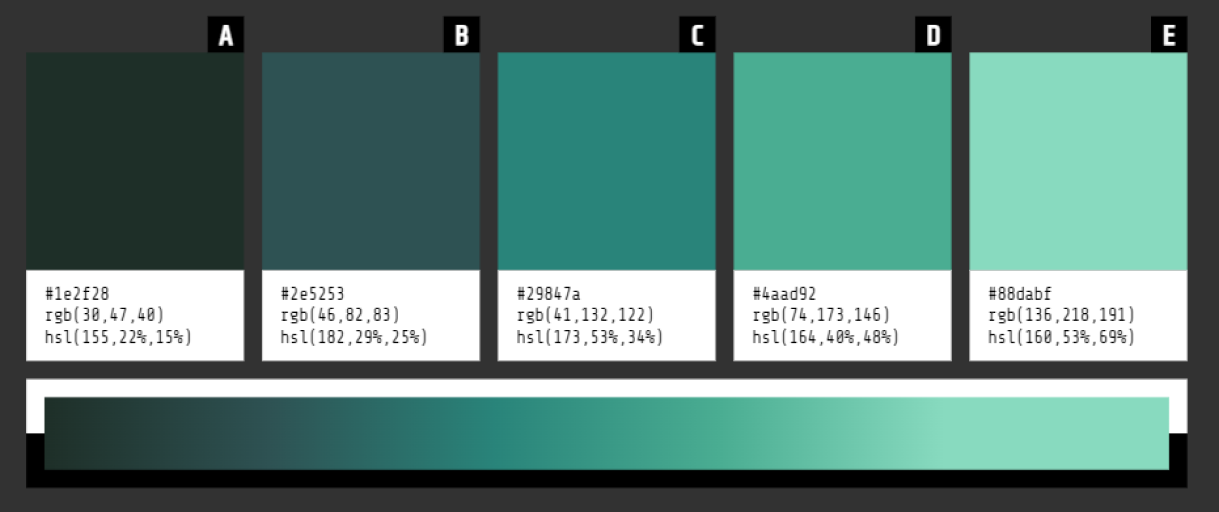 A
B
C
D
E
#1e2f28
rgb(30,47,40)
hsl(155,22%,15%)
#2e5253
rgb(46,82,83)
hsl(182,29%,25%)
#29847a
rgb(41,132,122)
hsl(173,53%,34%)
#4aad92
rgb(74,173,146)
hsl(164,40%,48%)
#88dabf
rgb(136,218,191)
hsl(160,53%,69%)